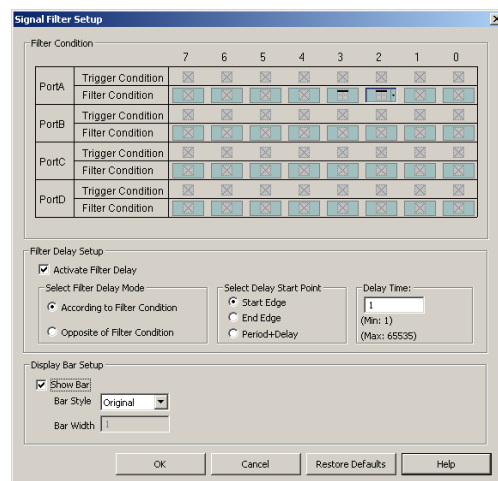 Signal Filter Setup
Filter Condition
7 6 5 4 3 2 1 0
PortA
Trigger Condition
Filter Condition
PortB
Trigger Condition
Filter Condition
PortC
Trigger Condition
Filter Condition
PortD
Trigger Condition
Filter Condition
Filter Delay Setup
Activate Filter Delay
Select Filter Delay Mode
According to Filter Condition
Opposite of Filter Condition
Select Delay Start Point
Start Edge
End Edge
Period+Delay
Delay Time:
1
(Min: 1)
(Max: 65535)
Display Bar Setup
Show Bar
Bar Style Original
Bar Width 1
OK Cancel Restore Defaults Help